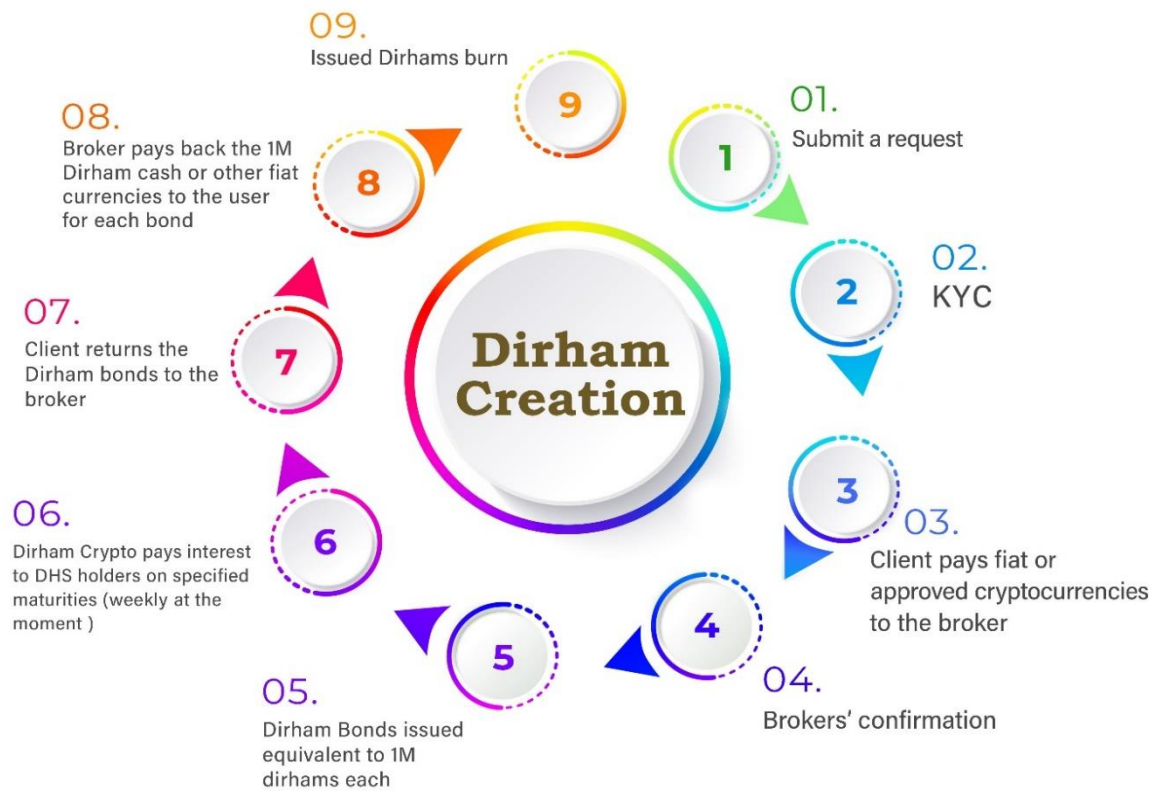 Dirham
Creation
1
01.
Submit a request
2
02.
KYC
3
03.
Client pays fiat or
approved cryptocurrencies
to the broker
4
04.
Brokers' confirmation
5
05.
Dirham Bonds issued
equivalent to 1M
dirhams each
6
06.
Dirham Crypto pays interest
to DHS holders on specified
maturities (weekly at the
moment )
7
07.
Client returns the
Dirham bonds to the
broker
8
08.
Broker pays back the 1M
Dirham cash or other fiat
currencies to the user
for each bond
9
09.
Issued Dirhams burn